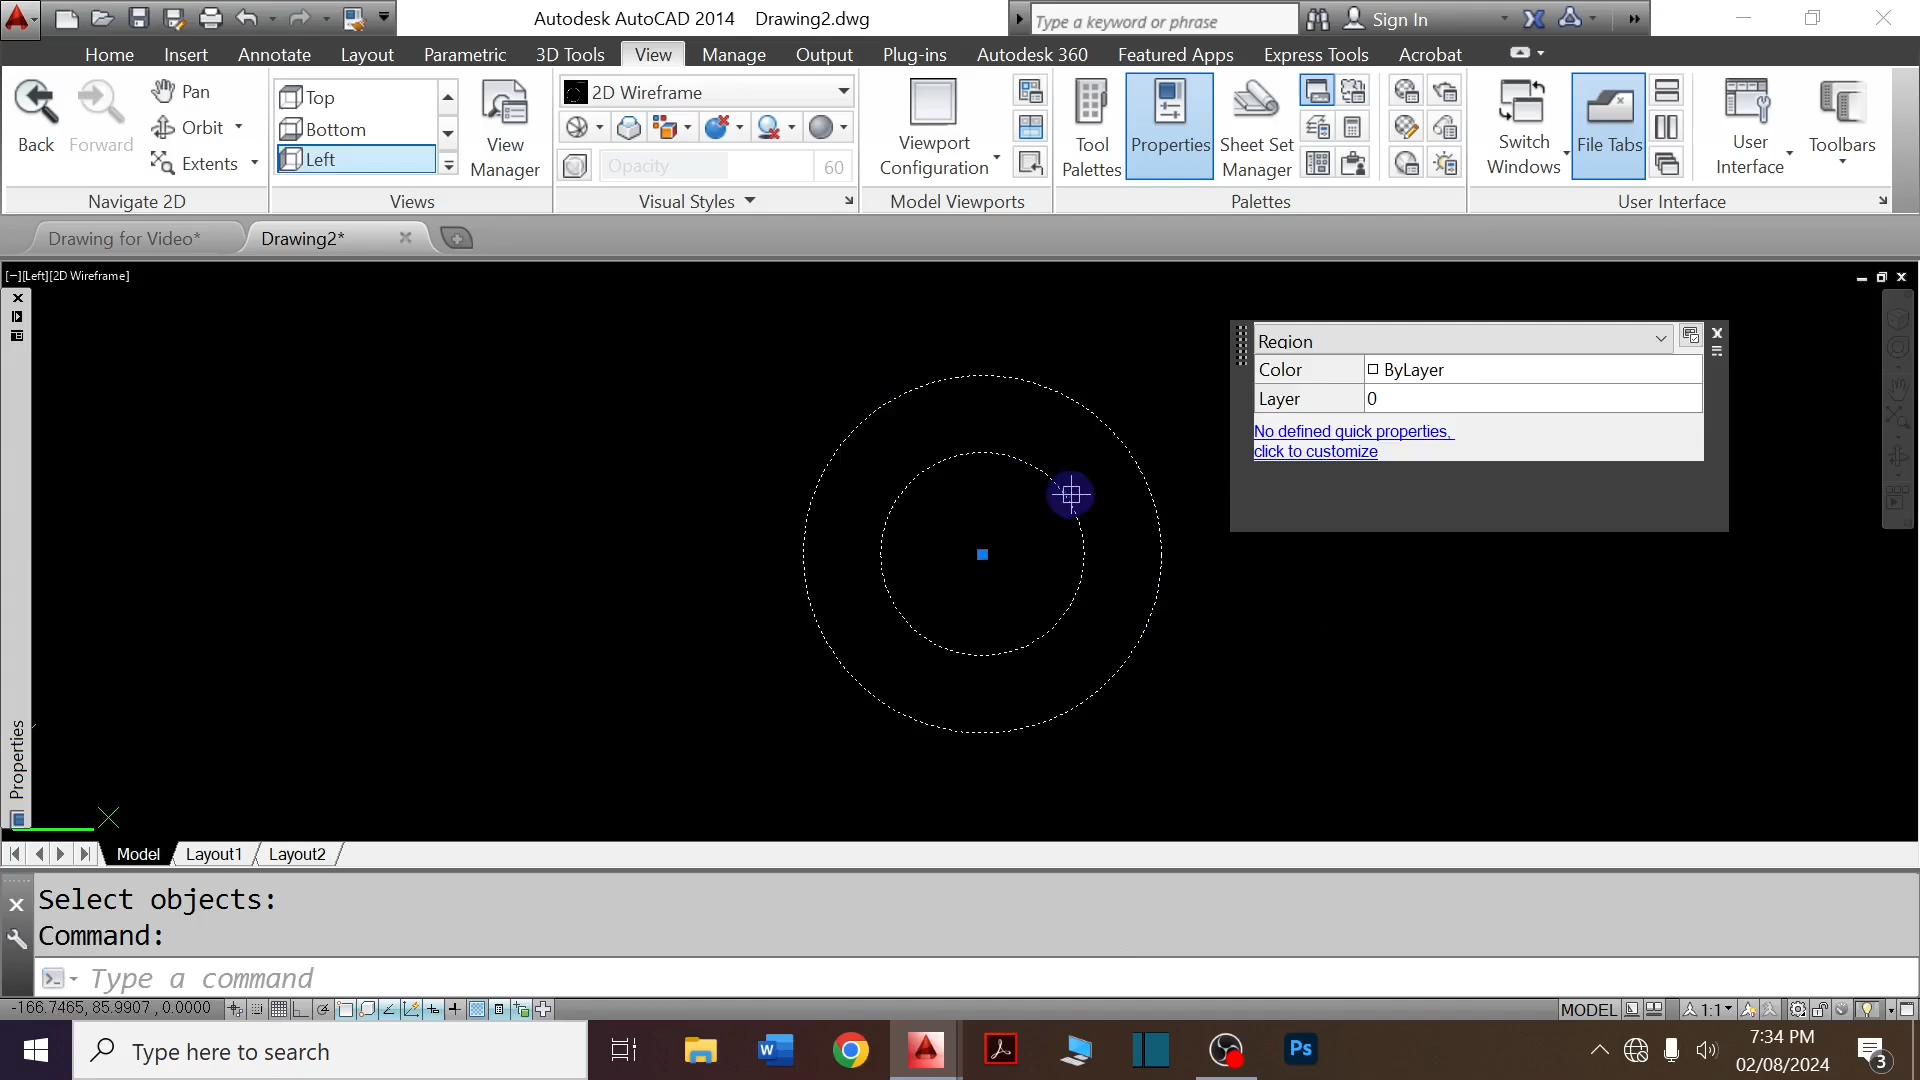 Autodesk AutoCAD 2014 Drawing2.dwg
Type a keyword or phrase
Sign In
Home Insert Annotate Layout Parametric 3D Tools View Manage Output Plug-ins Autodesk 360 Featured Apps Express Tools Acrobat
Back
Forward
Pan
Orbit
Extents
Navigate 2D
Top
Bottom
Left
View
Manager
Views
2D Wireframe
Opacity 60
Visual Styles
Viewport
Configuration
Model Viewports
Tool
Palettes
Properties
Sheet Set
Manager
Palettes
Switch
Windows
File Tabs
User
Interface
Toolbars
User Interface
Drawing for Video*
Drawing2*
[−][Left][2D Wireframe]
Region
Color ByLayer
Layer 0
No defined quick properties,
click to customize
Properties
Model Layout1 Layout2
Select objects:
Command:
Type a command
-166.7465, 85.9907 , 0.0000
MODEL
1:1
Type here to search
W
Ps
7:34 PM
02/08/2024
3